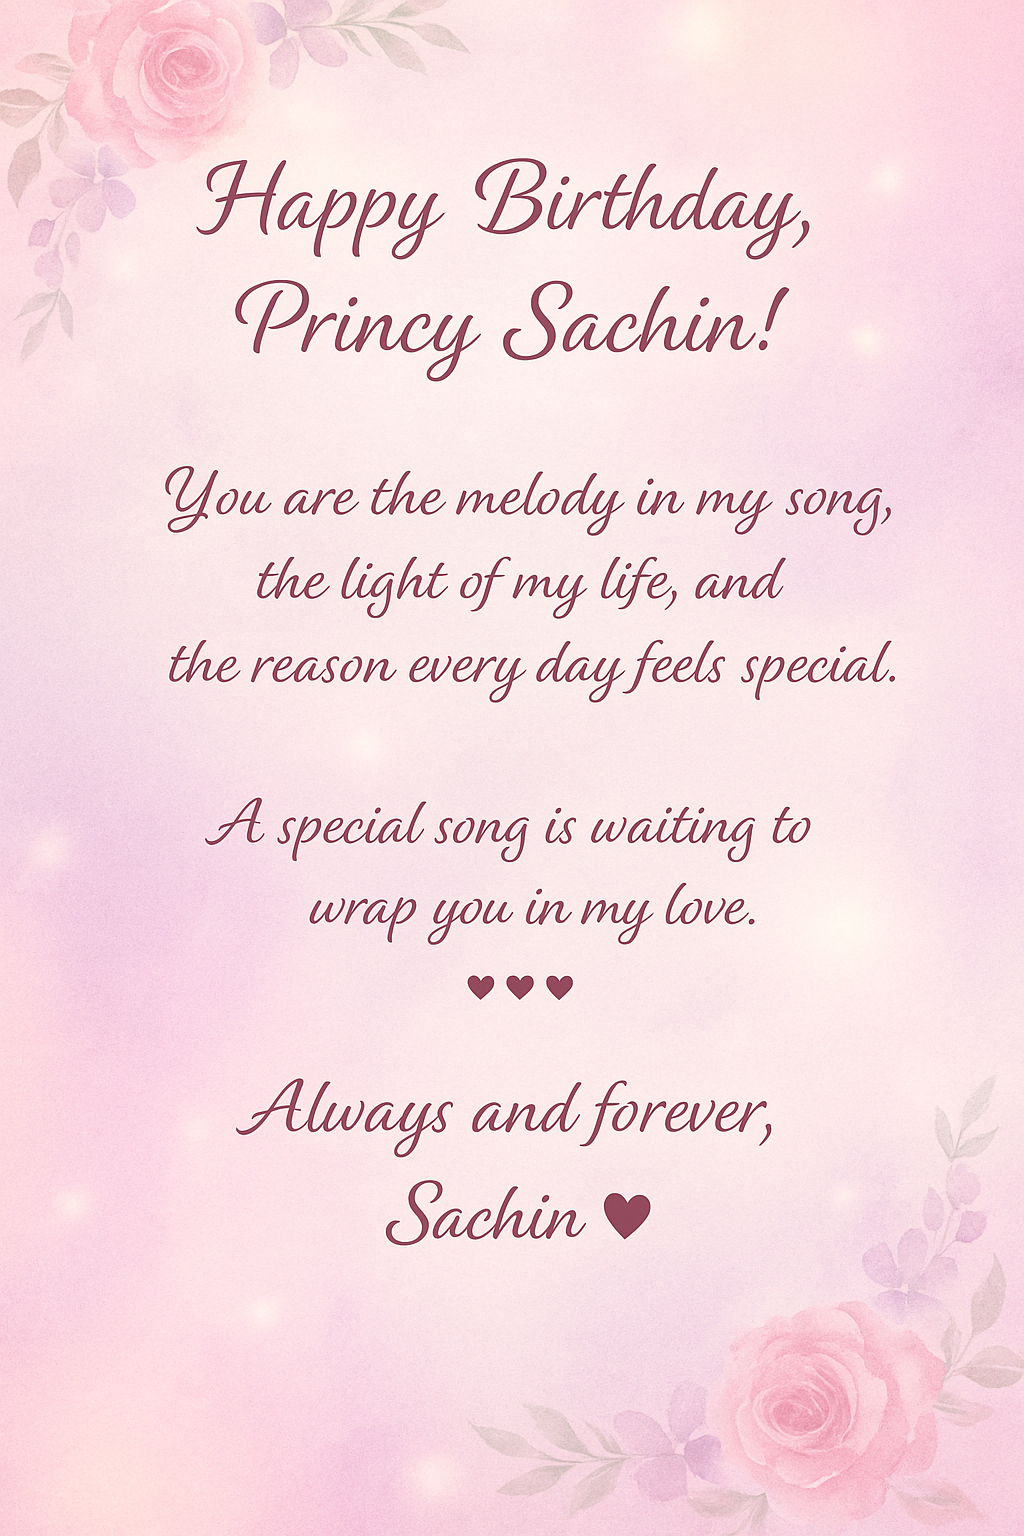 Happy Birthday,
Princy Sachin!
You are the melody in my song,
the light of my life, and
the reason every day feels special.
A special song is waiting to
wrap you in my love.
♥ ♥ ♥
Always and forever,
Sachin ♥